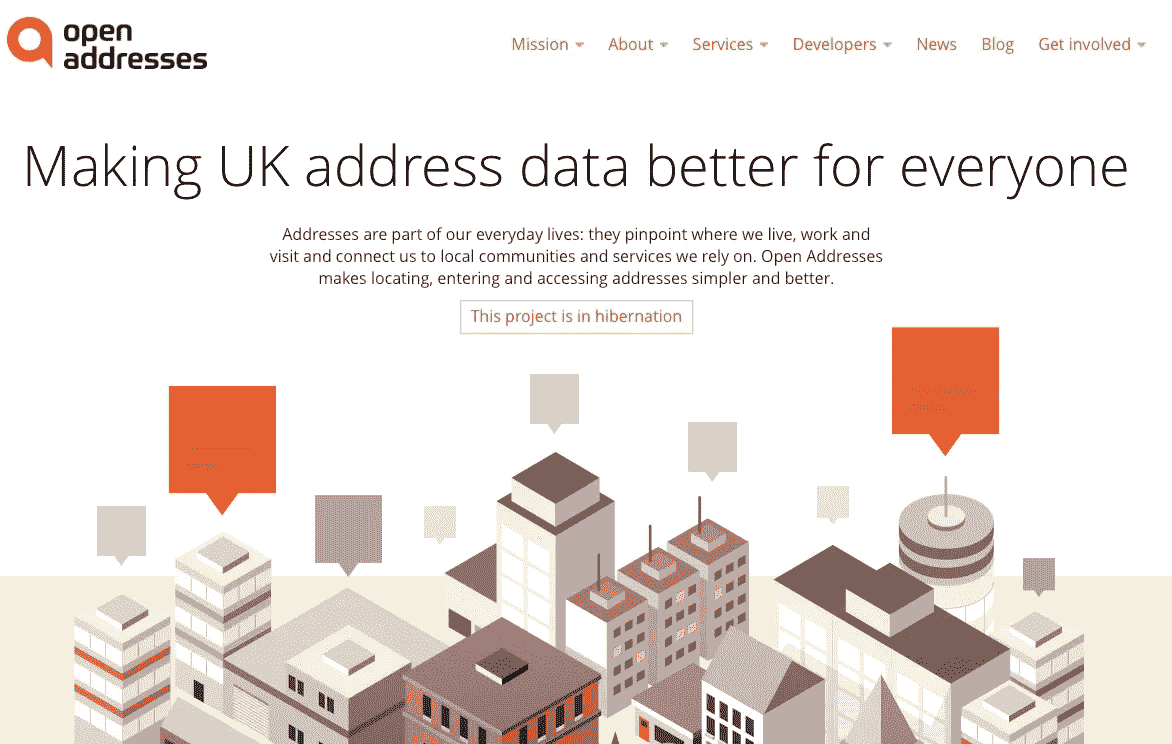 open
addresses
Mission
About
Services
Developers
News
Blog
Get involved
Making UK address data better for everyone
Addresses are part of our everyday lives: they pinpoint where we live, work and
visit and connect us to local communities and services we rely on. Open Addresses
makes locating, entering and accessing addresses simpler and better.
This project is in hibernation